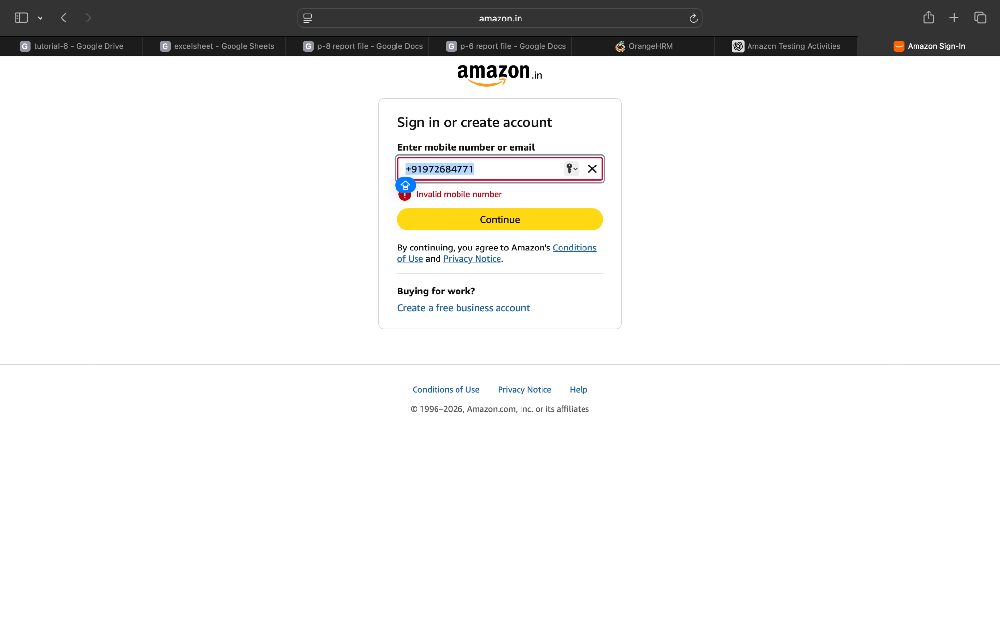 amazon.in
tutorial-6 - Google Drive
excelsheet - Google Sheets
p-8 report file - Google Docs
p-6 report file - Google Docs
OrangeHRM
Amazon Testing Activities
Amazon Sign-In
amazon.in
Sign in or create account
Enter mobile number or email
+91972684771
Invalid mobile number
Continue
By continuing, you agree to Amazon's Conditions
of Use and Privacy Notice.
Buying for work?
Create a free business account
Conditions of Use Privacy Notice Help
© 1996–2026, Amazon.com, Inc. or its affiliates